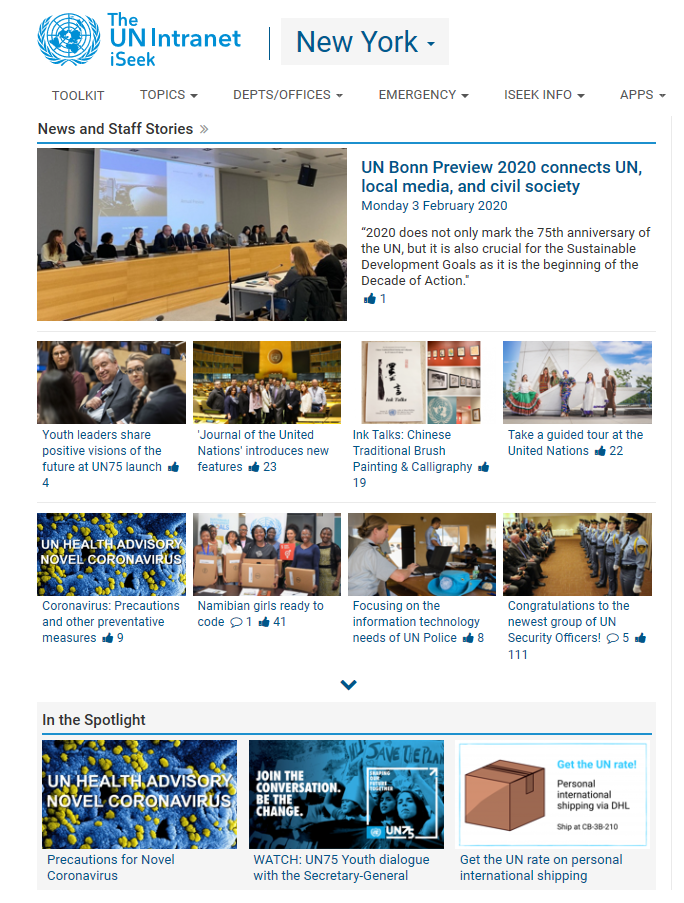 The
UN Intranet
iSeek
New York
TOOLKIT TOPICS DEPTS/OFFICES EMERGENCY ISEEK INFO APPS
News and Staff Stories »
UN Bonn Preview 2020 connects UN,
local media, and civil society
Monday 3 February 2020
“2020 does not only mark the 75th anniversary of
the UN, but it is also crucial for the Sustainable
Development Goals as it is the beginning of the
Decade of Action."
1
Youth leaders share
positive visions of the
future at UN75 launch
4
'Journal of the United
Nations' introduces new
features 23
Ink Talks
Ink Talks: Chinese
Traditional Brush
Painting & Calligraphy
19
Take a guided tour at the
United Nations 22
UN HEALTH ADVISORY
NOVEL CORONAVIRUS
Coronavirus: Precautions
and other preventative
measures 9
Namibian girls ready to
code 1 41
Focusing on the
information technology
needs of UN Police 8
Congratulations to the
newest group of UN
Security Officers! 5
111
In the Spotlight
UN HEALTH ADVISORY
NOVEL CORONAVIRUS
Precautions for Novel
Coronavirus
SAVE THE PLAN
JOIN THE
CONVERSATION.
BE THE
CHANGE.
SHAPING
OUR
FUTURE
TOGETHER
UN75
WATCH: UN75 Youth dialogue
with the Secretary-General
Get the UN rate!
Personal
international
shipping via DHL
Ship at CB-3B-210
Get the UN rate on personal
international shipping